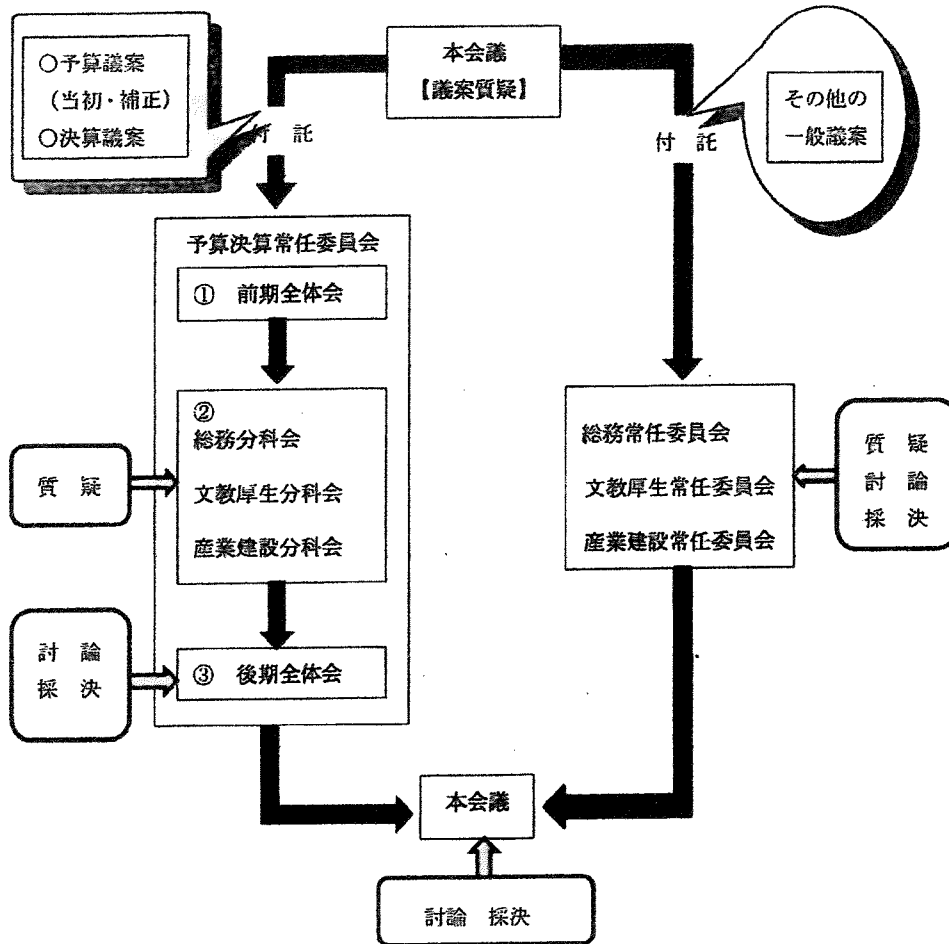 ○予算議案
(当初・補正)
○決算議案
本会議
【議案質疑】
その他の
一般議案
付 託
付 託
予算決算常任委員会
① 前期全体会
②
総務分科会
文教厚生分科会
産業建設分科会
質 疑
③ 後期全体会
討 論
採 決
総務常任委員会
文教厚生常任委員会
産業建設常任委員会
質 疑
討 論
採 決
本会議
討論 採決